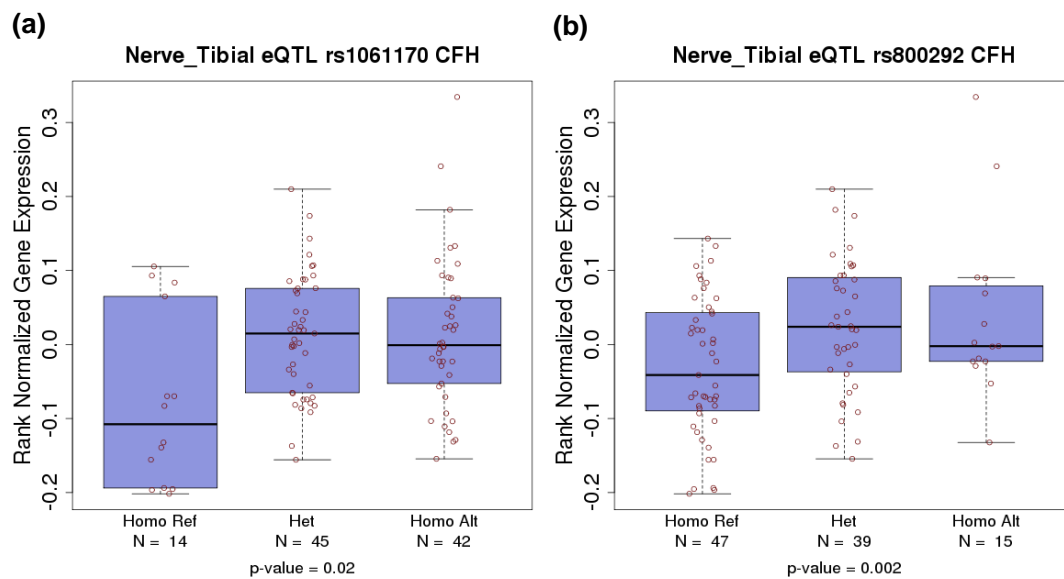 (a)
Nerve_Tibial eQTL rs1061170 CFH
Rank Normalized Gene Expression
0.3
0.2
0.1
0.0
-0.1
-0.2
Homo Ref Het Homo Alt
N = 14 N = 45 N = 42
p-value = 0.02
(b)
Nerve_Tibial eQTL rs800292 CFH
Rank Normalized Gene Expression
0.3
0.2
0.1
0.0
-0.1
-0.2
Homo Ref Het Homo Alt
N = 47 N = 39 N = 15
p-value = 0.002